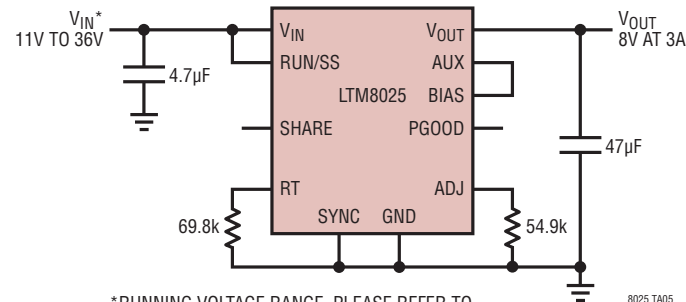 VIN*
11V TO 36V
4.7µF
VIN
RUN/SS
SHARE
RT
SYNC
GND
LTM8025
VOUT
AUX
BIAS
PGOOD
ADJ
VOUT
8V AT 3A
47µF
69.8k
54.9k
*RUNNING VOLTAGE RANGE. PLEASE REFER TO
8025 TA05